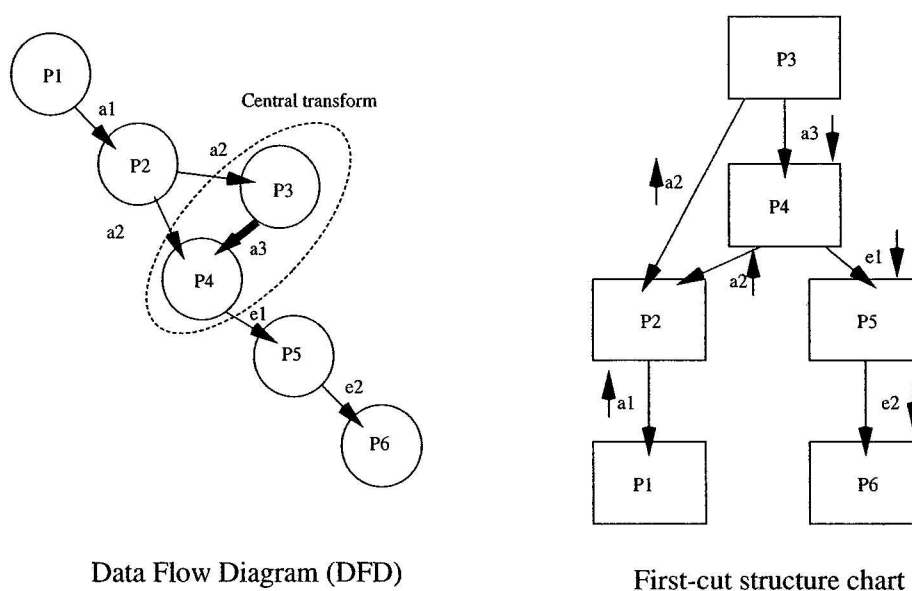 P1
a1
Central transform
P2
a2
P3
a2
a3
P4
e1
P5
e2
P6
Data Flow Diagram (DFD)
P3
a3
a2
P4
a2
e1
P2
P5
a1
e2
P1
P6
First-cut structure chart